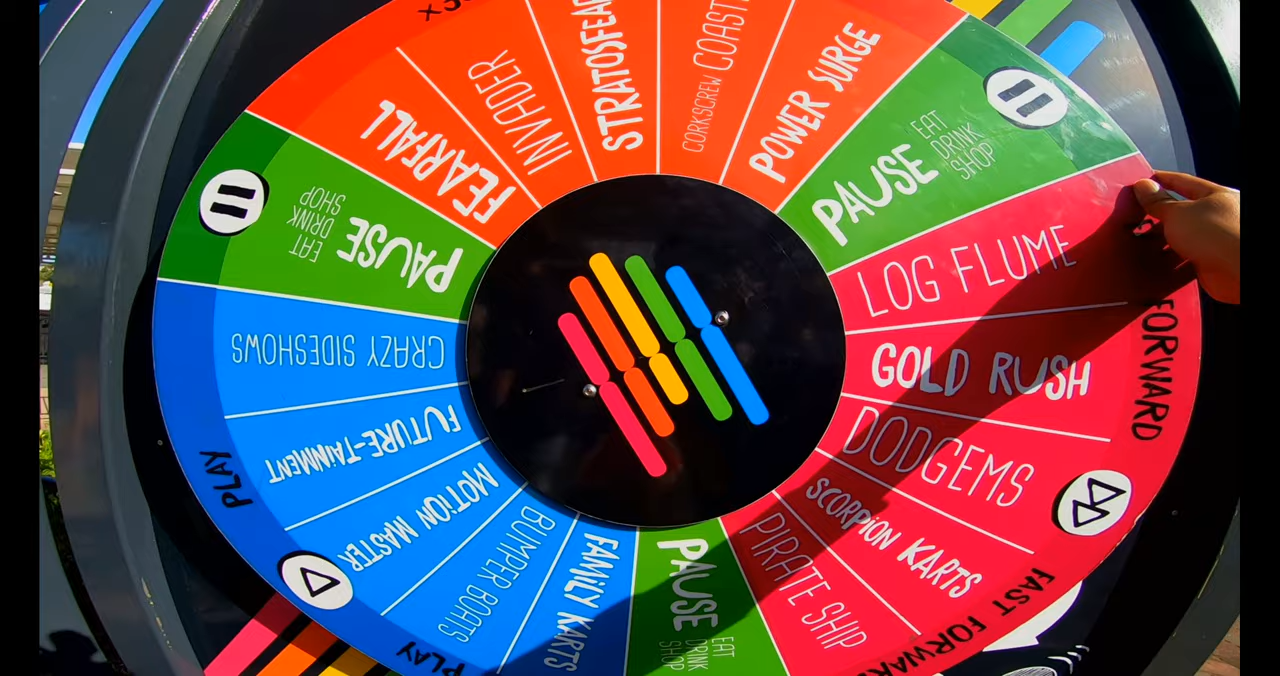 FEARFALL
INVADER
STRATOSFEAR
CORKSCREW COAST
POWER SURGE
PAUSE
EAT
DRINK
SHOP
LOG FLUME
GOLD RUSH
DODGEMS
SCORPION KARTS
PIRATE SHIP
FORWARD
FAST FORWARD
PAUSE
EAT
DRINK
SHOP
FAMILY KARTS
BUMPER BOATS
MOTION MASTER
FUTURE-TAINMENT
CRAZY SIDESHOWS
PLAY
PLAY
PAUSE
EAT
DRINK
SHOP